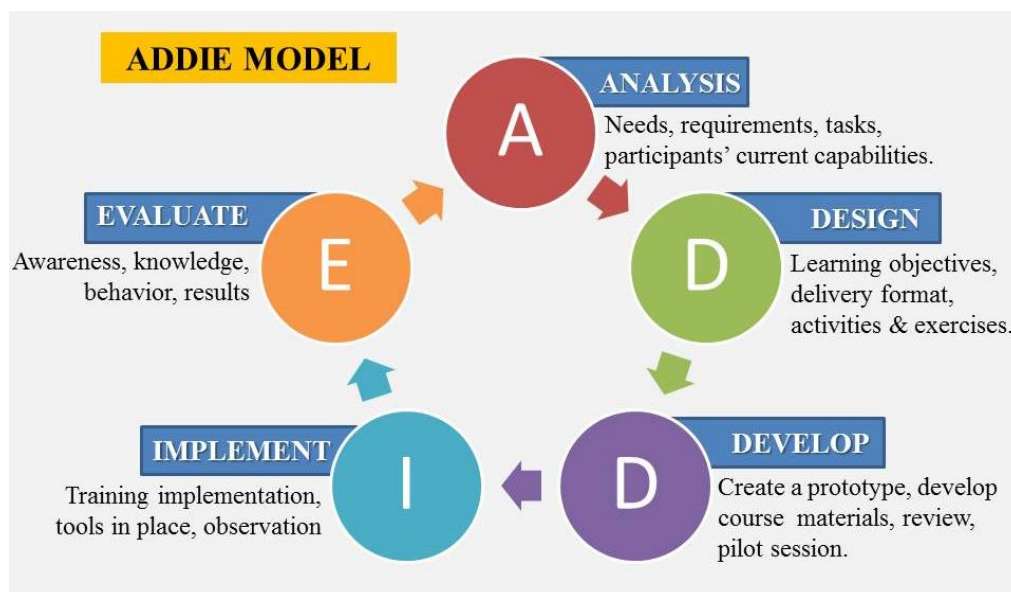 ADDIE MODEL
A
ANALYSIS
Needs, requirements, tasks,
participants’ current capabilities.
D
DESIGN
Learning objectives,
delivery format,
activities & exercises.
D
DEVELOP
Create a prototype, develop
course materials, review,
pilot session.
I
IMPLEMENT
Training implementation,
tools in place, observation
E
EVALUATE
Awareness, knowledge,
behavior, results